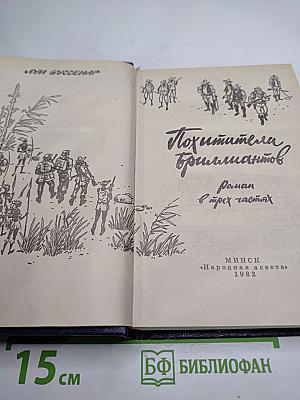 ЛУИ БУССЕНАР
Похитители
бриллиантов
Роман
в трех частях
МИНСК
«Народная асвета»
1982
15 см
БФ БИБЛИОФАН